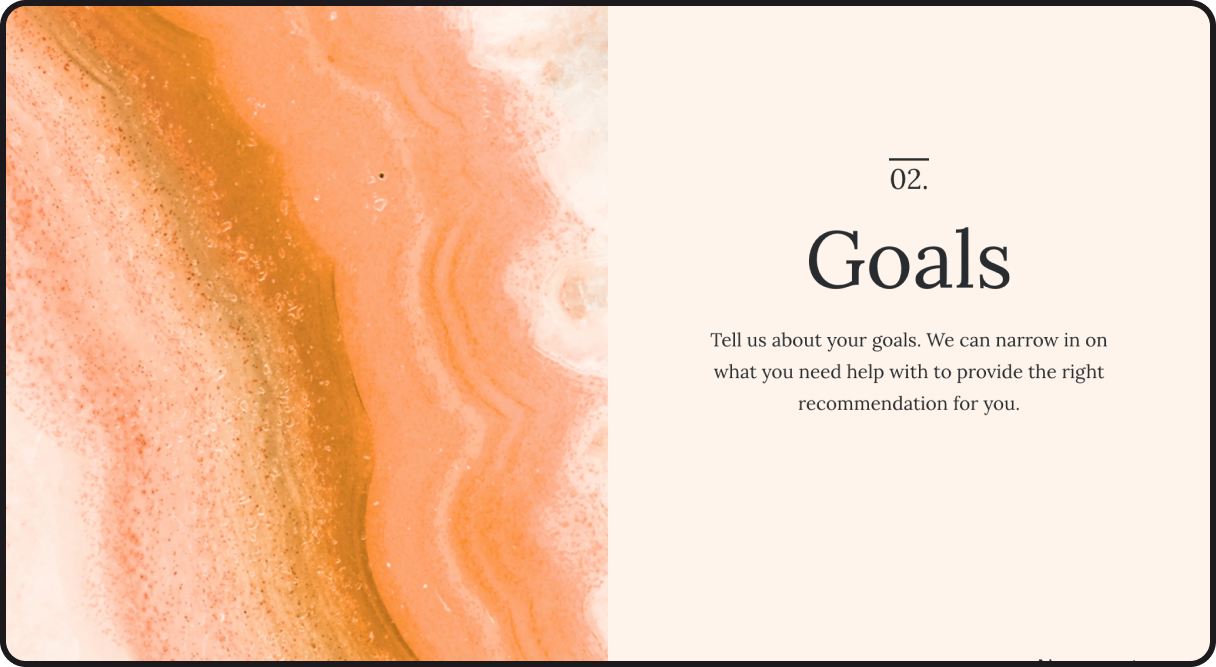 02.
Goals
Tell us about your goals. We can narrow in on
what you need help with to provide the right
recommendation for you.